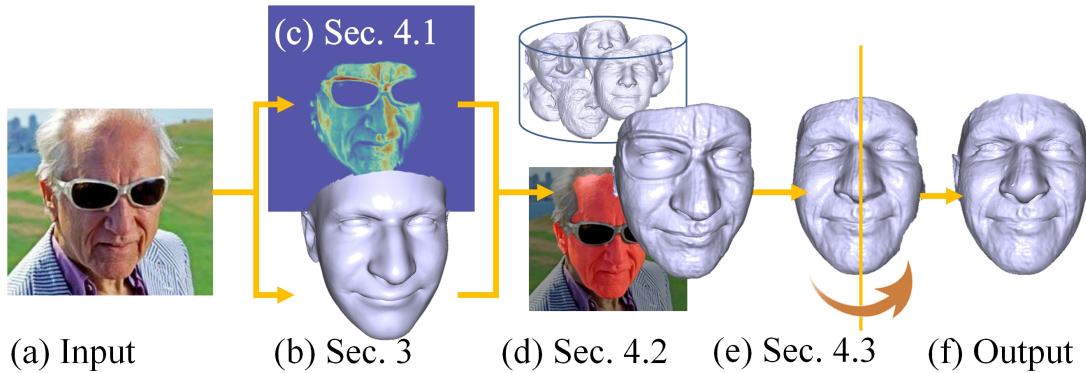 (c) Sec. 4.1
(a) Input
(b) Sec. 3
(d) Sec. 4.2
(e) Sec. 4.3
(f) Output